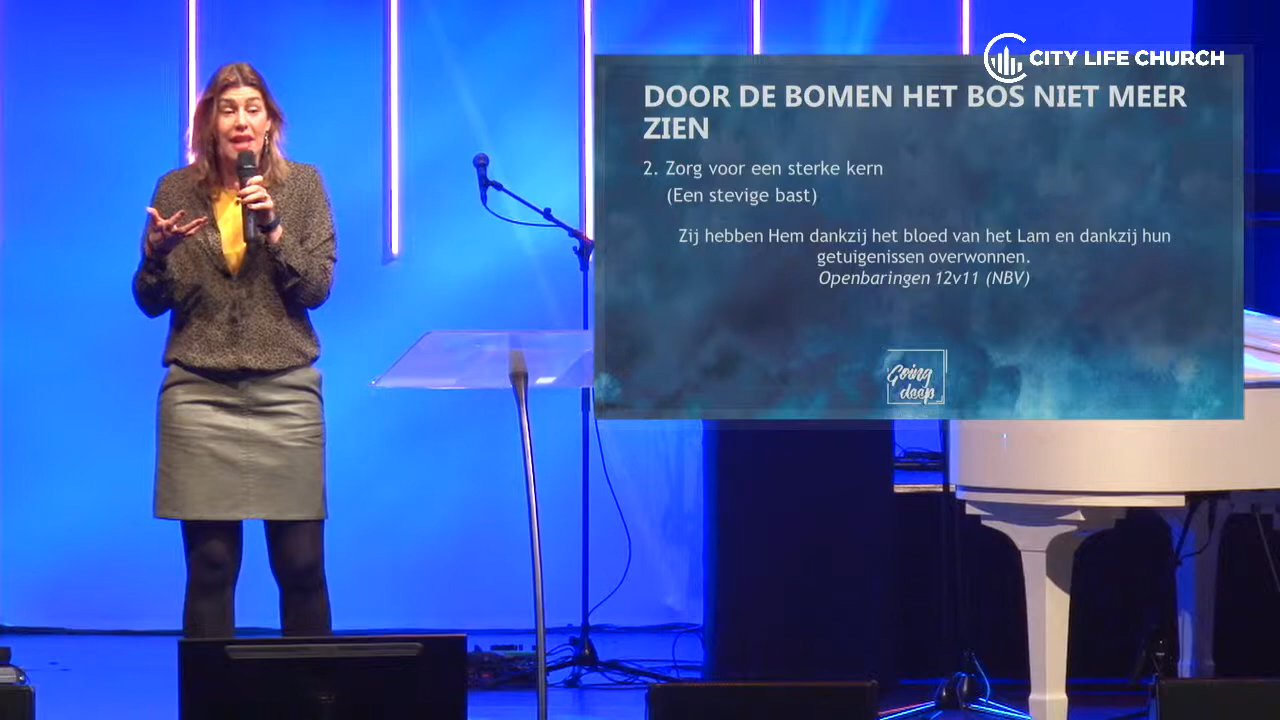 CITY LIFE CHURCH
DOOR DE BOMEN HET BOS NIET MEER
ZIEN
2. Zorg voor een sterke kern
(Een stevige bast)
Zij hebben Hem dankzij het bloed van het Lam en dankzij hun
getuigenissen overwonnen.
Openbaringen 12v11 (NBV)
Going
deep